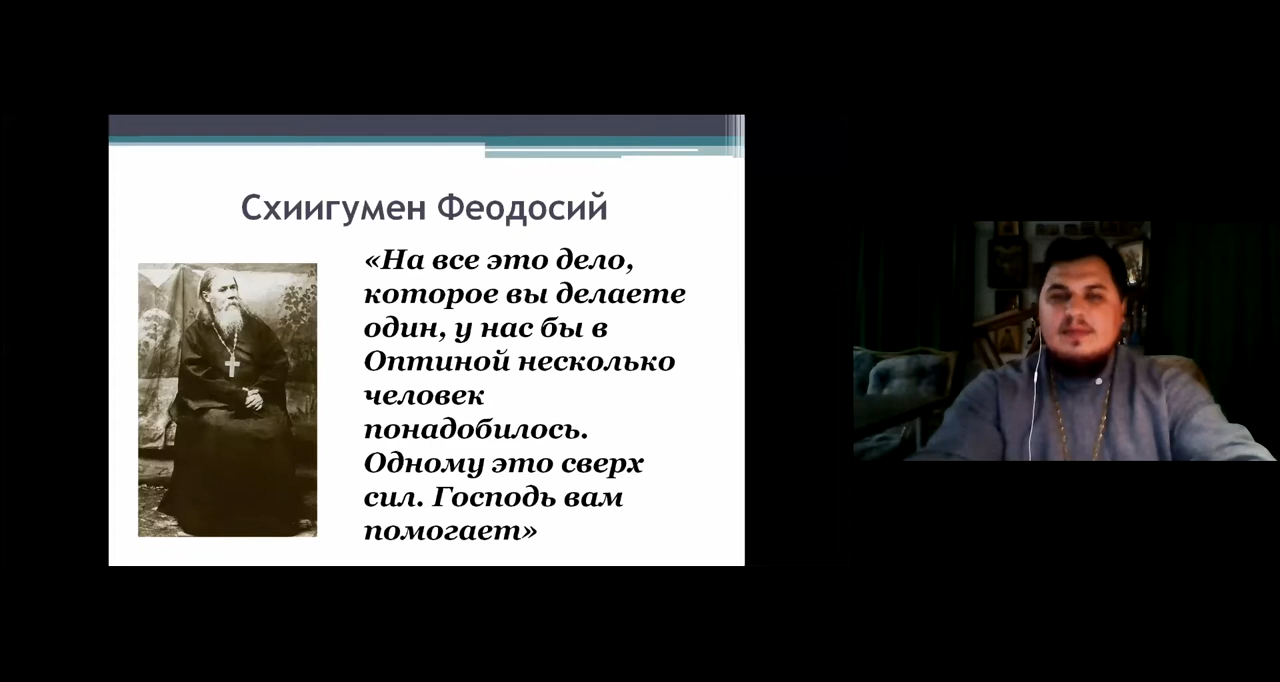 Схиигумен Феодосий
«На все это дело,
которое вы делаете
один, у нас бы в
Оптиной несколько
человек
понадобилось.
Одному это сверх
сил. Господь вам
помогает»